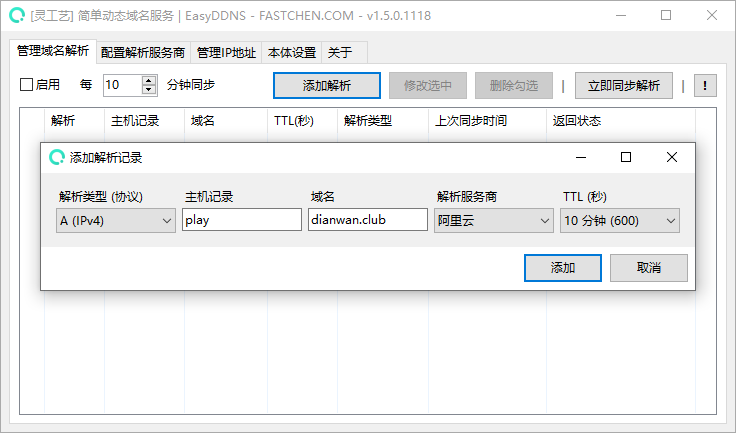 [灵工艺] 简单动态域名服务 | EasyDDNS - FASTCHEN.COM - v1.5.0.1118
管理域名解析 配置解析服务商 管理IP地址 本体设置 关于
启用 每 10 分钟同步 添加解析 修改选中 删除勾选 | 立即同步解析 | !
解析 主机记录 域名 TTL(秒) 解析类型 上次同步时间 返回状态
添加解析记录
解析类型 (协议) 主机记录 域名 解析服务商 TTL (秒)
A (IPv4) play dianwan.club 阿里云 10 分钟 (600)
添加 取消